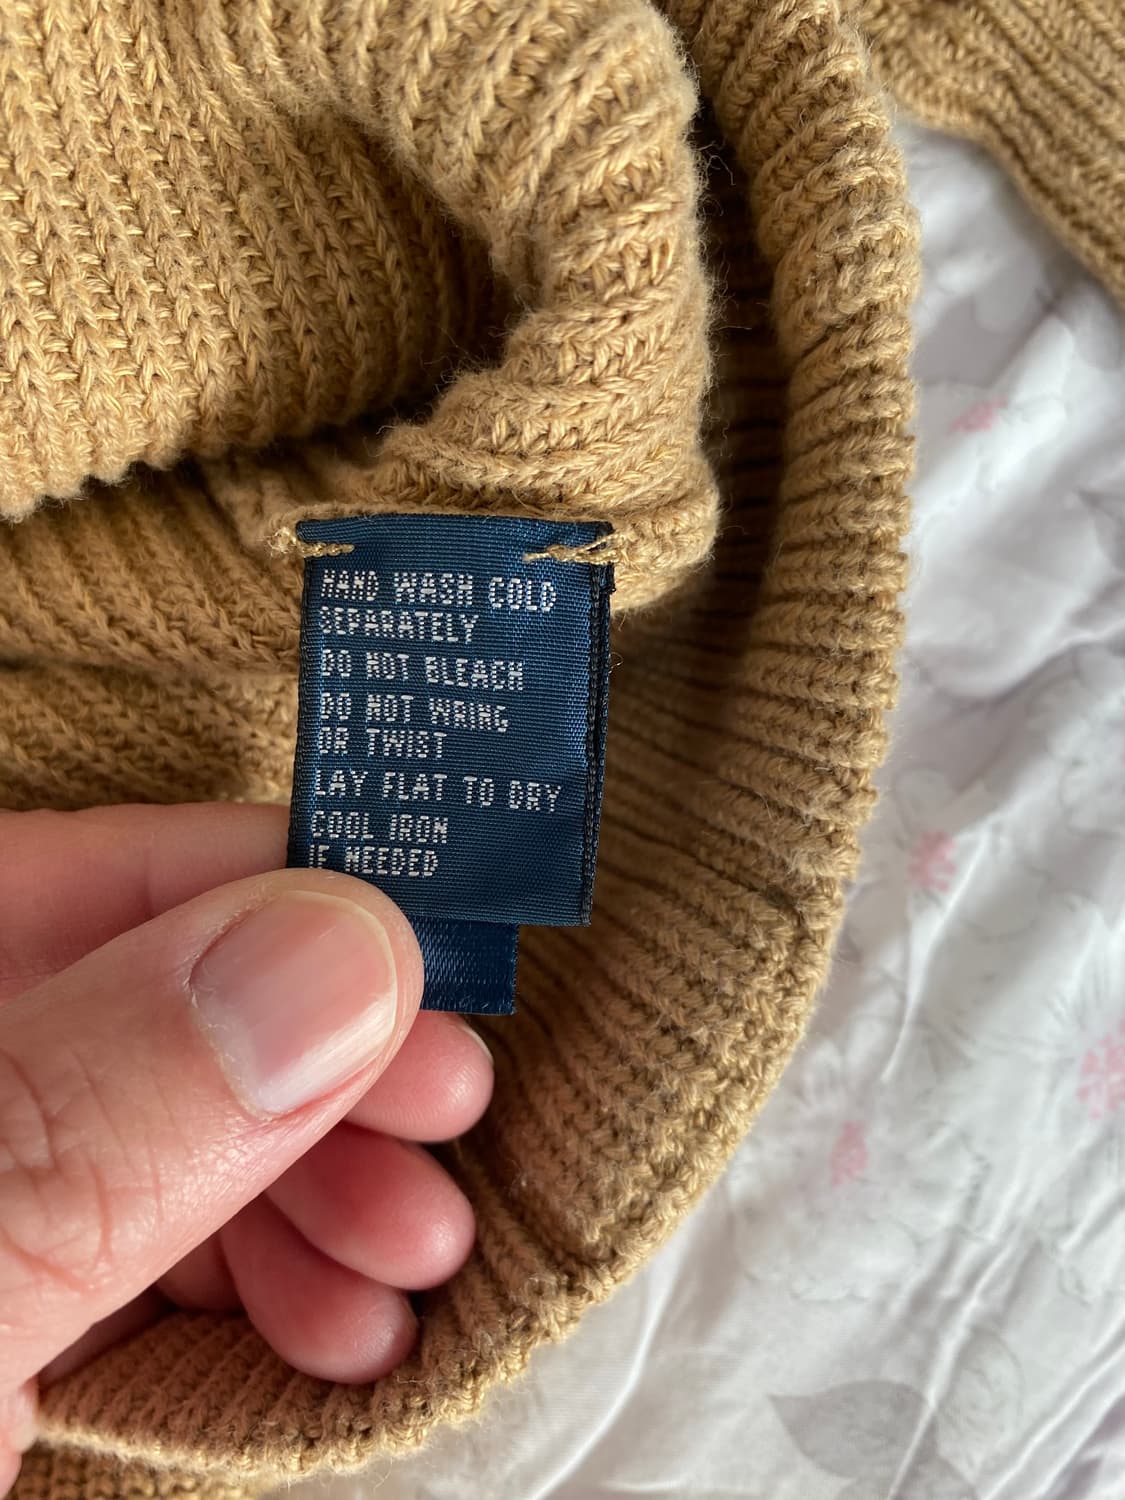 HAND WASH COLD
SEPARATELY
DO NOT BLEACH
DO NOT WRING
OR TWIST
LAY FLAT TO DRY
COOL IRON
IF NEEDED